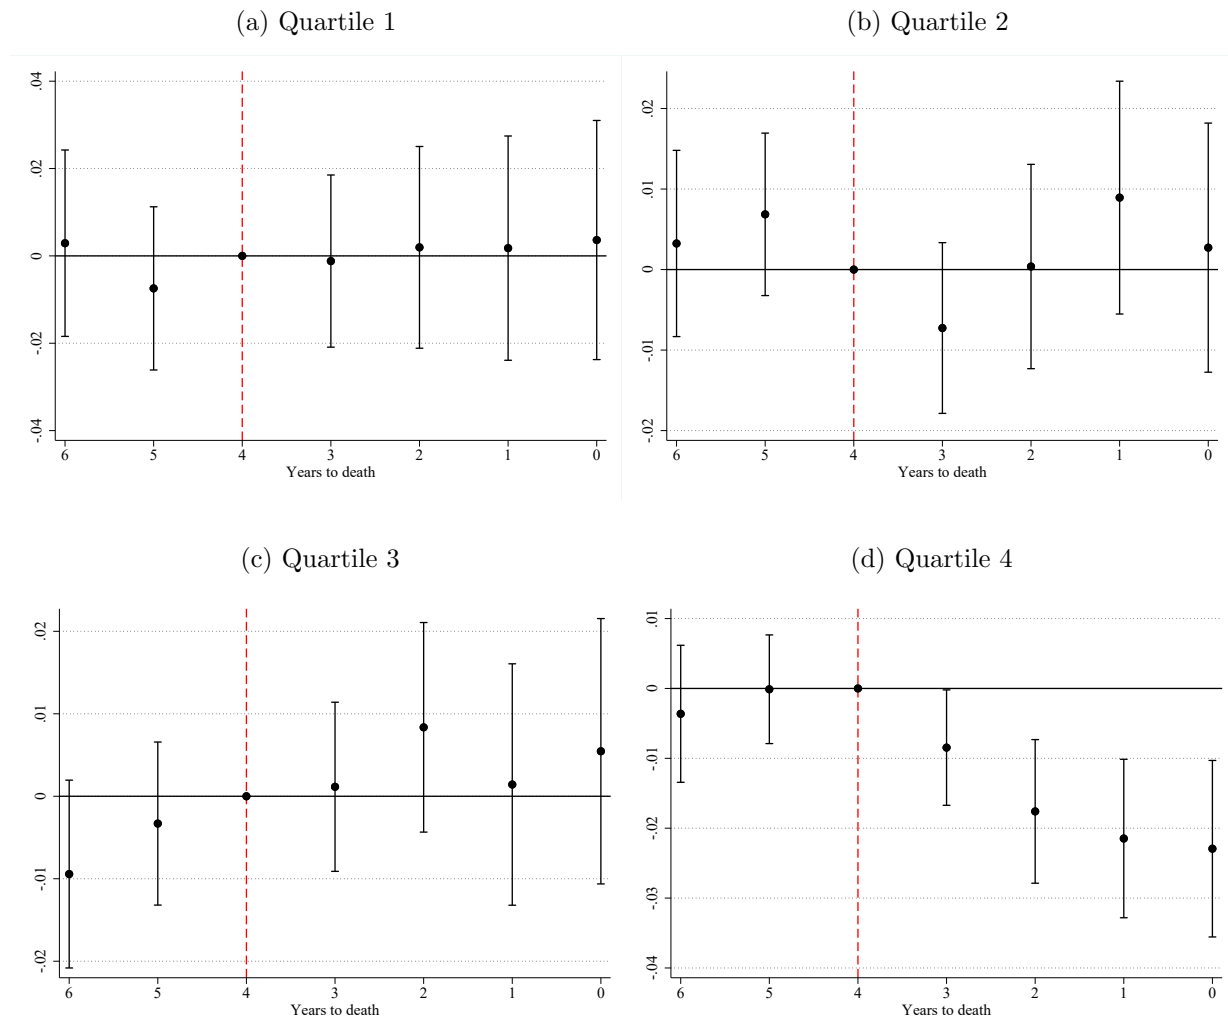 (a) Quartile 1
.04
.02
0
-.02
-.04
6 5 4 3 2 1 0
Years to death
(b) Quartile 2
.02
.01
0
-.01
-.02
6 5 4 3 2 1 0
Years to death
(c) Quartile 3
.02
.01
0
-.01
-.02
6 5 4 3 2 1 0
Years to death
(d) Quartile 4
.01
0
-.01
-.02
-.03
-.04
6 5 4 3 2 1 0
Years to death